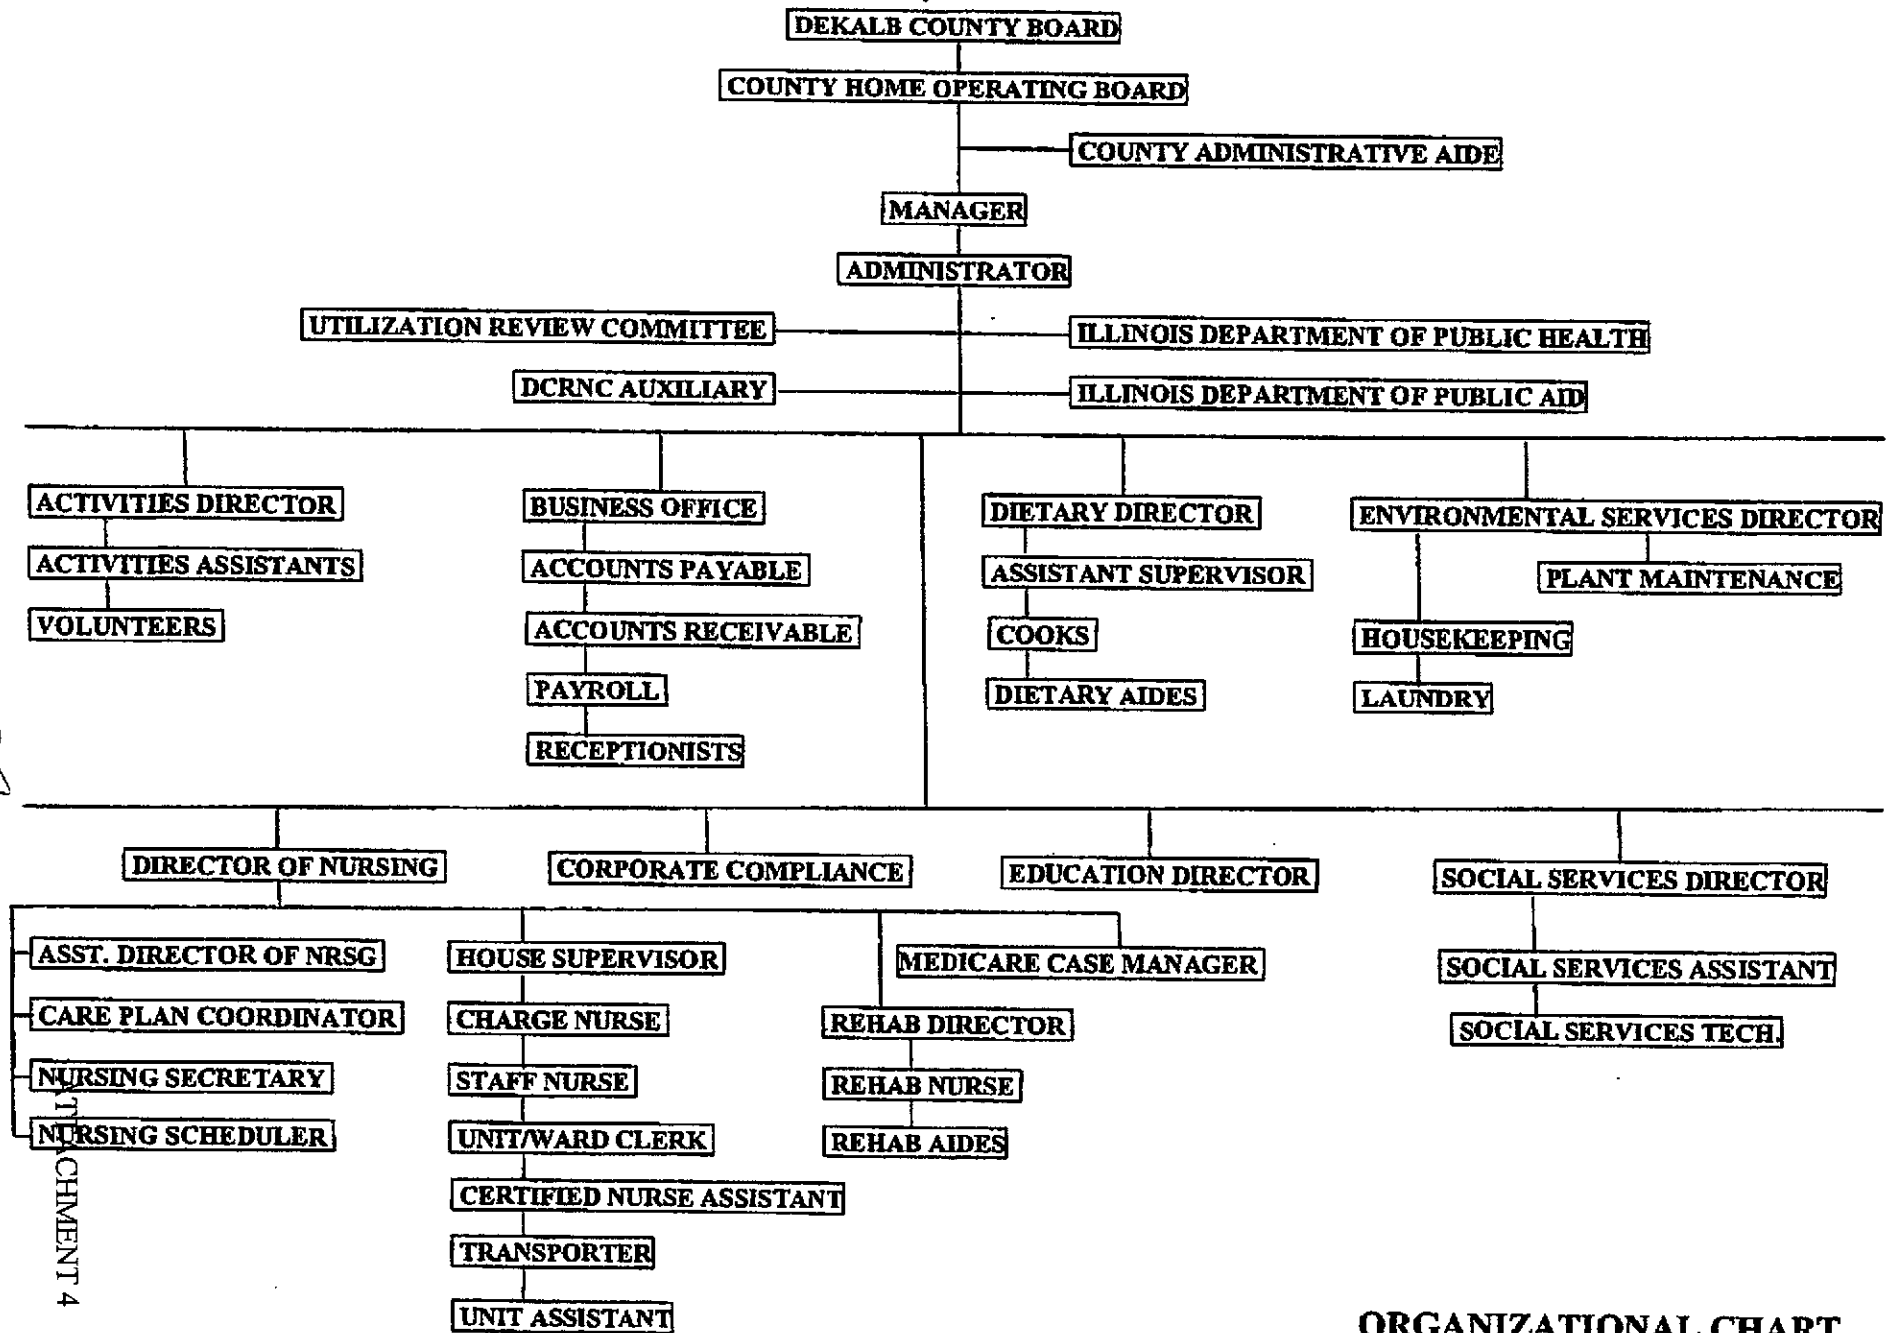 DEKALB COUNTY BOARD
COUNTY HOME OPERATING BOARD
COUNTY ADMINISTRATIVE AIDE
MANAGER
ADMINISTRATOR
UTILIZATION REVIEW COMMITTEE
ILLINOIS DEPARTMENT OF PUBLIC HEALTH
DCRNC AUXILIARY
ILLINOIS DEPARTMENT OF PUBLIC AID
ACTIVITIES DIRECTOR
ACTIVITIES ASSISTANTS
VOLUNTEERS
BUSINESS OFFICE
ACCOUNTS PAYABLE
ACCOUNTS RECEIVABLE
PAYROLL
RECEPTIONISTS
DIETARY DIRECTOR
ASSISTANT SUPERVISOR
COOKS
DIETARY AIDES
ENVIRONMENTAL SERVICES DIRECTOR
PLANT MAINTENANCE
HOUSEKEEPING
LAUNDRY
DIRECTOR OF NURSING
CORPORATE COMPLIANCE
EDUCATION DIRECTOR
SOCIAL SERVICES DIRECTOR
ASST. DIRECTOR OF NRSG
CARE PLAN COORDINATOR
NURSING SECRETARY
NURSING SCHEDULER
HOUSE SUPERVISOR
CHARGE NURSE
STAFF NURSE
UNIT/WARD CLERK
CERTIFIED NURSE ASSISTANT
TRANSPORTER
UNIT ASSISTANT
MEDICARE CASE MANAGER
REHAB DIRECTOR
REHAB NURSE
REHAB AIDES
SOCIAL SERVICES ASSISTANT
SOCIAL SERVICES TECH.
ATTACHMENT 4
ORGANIZATIONAL CHART